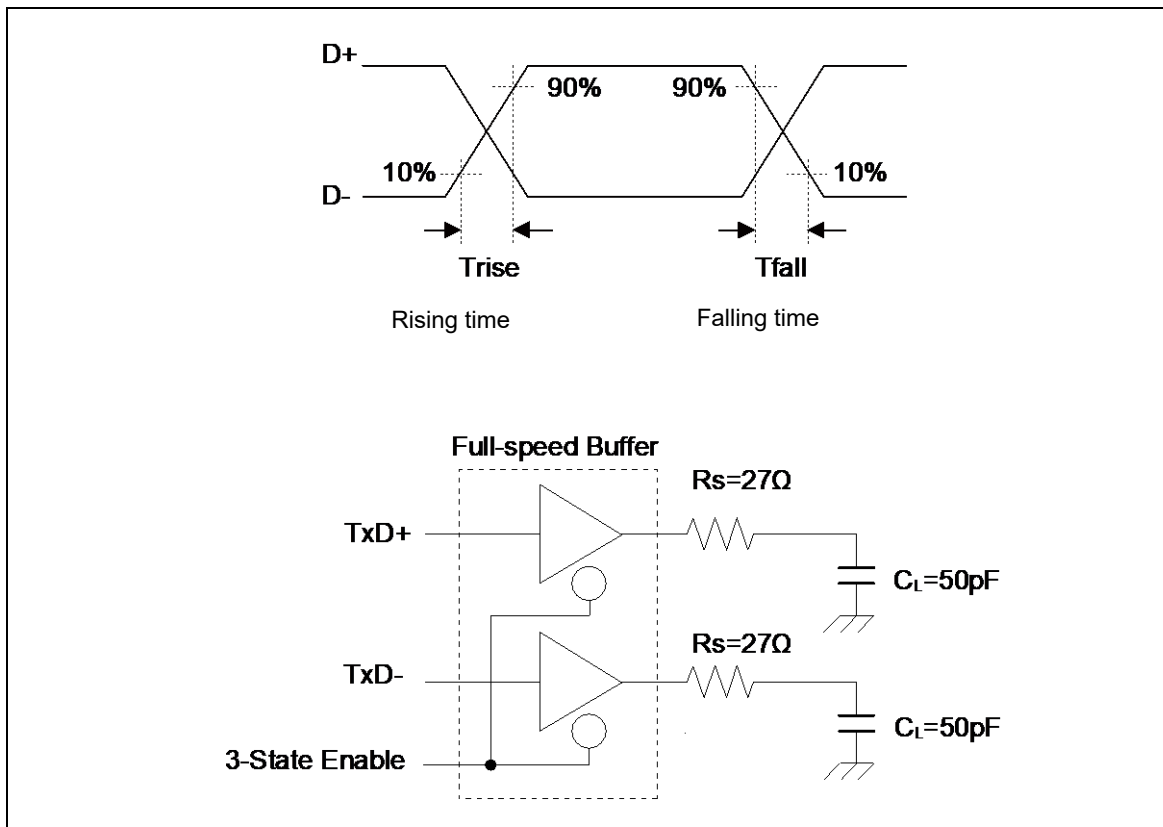 D+
90% 90%
10% 10%
D-
Trise Tfall
Rising time Falling time
Full-speed Buffer
Rs=27Ω
TxD+
CL=50pF
Rs=27Ω
TxD-
CL=50pF
3-State Enable